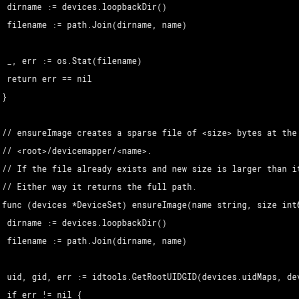 dirname := devices.loopbackDir()
filename := path.Join(dirname, name)
_, err := os.Stat(filename)
return err == nil
}
// ensureImage creates a sparse file of <size> bytes at the
// <root>/devicemapper/<name>.
// If the file already exists and new size is larger than
// Either way it returns the full path.
func (devices *DeviceSet) ensureImage(name string, size
dirname := devices.loopbackDir()
filename := path.Join(dirname, name)
uid, gid, err := idtools.GetRootUIDGID(devices.uidMaps,
if err != nil {